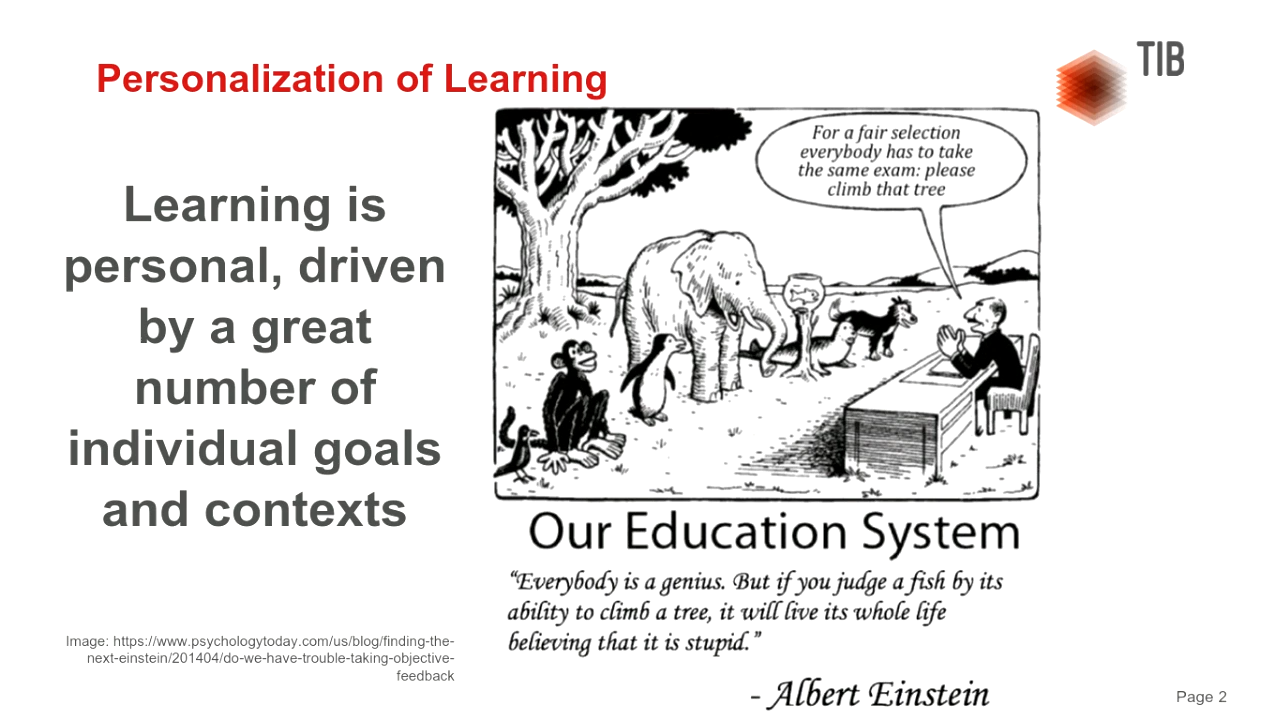 Personalization of Learning
TIB
Learning is
personal, driven
by a great
number of
individual goals
and contexts
For a fair selection
everybody has to take
the same exam: please
climb that tree
Our Education System
“Everybody is a genius. But if you judge a fish by its
ability to climb a tree, it will live its whole life
believing that it is stupid.”
- Albert Einstein
Image: https://www.psychologytoday.com/us/blog/finding-the-
next-einstein/201404/do-we-have-trouble-taking-objective-
feedback
Page 2